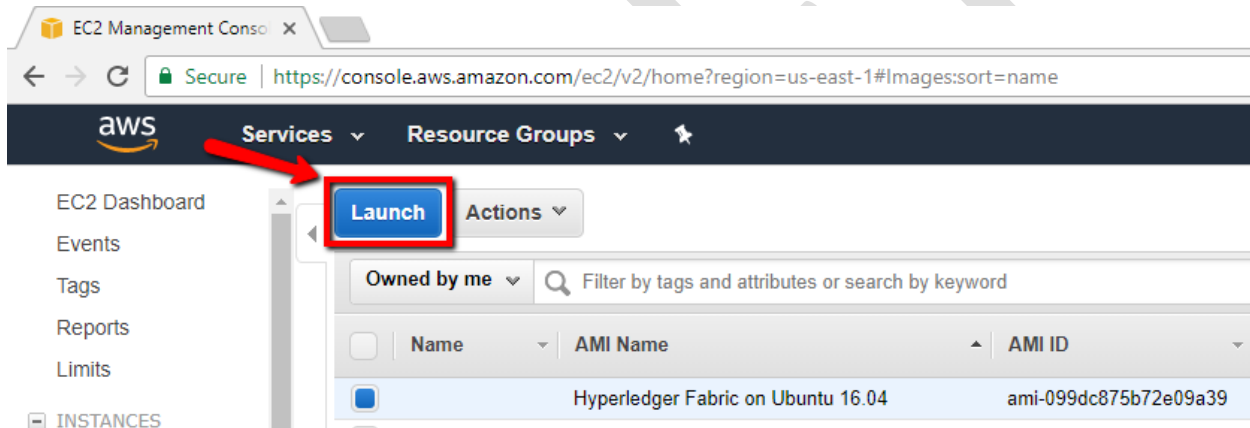 EC2 Management Conso
Secure | https://console.aws.amazon.com/ec2/v2/home?region=us-east-1#Images:sort=name
aws Services Resource Groups
EC2 Dashboard
Launch Actions
Events
Owned by me Filter by tags and attributes or search by keyword
Tags
Reports
Name AMI Name AMI ID
Limits
Hyperledger Fabric on Ubuntu 16.04 ami-099dc875b72e09a39
INSTANCES